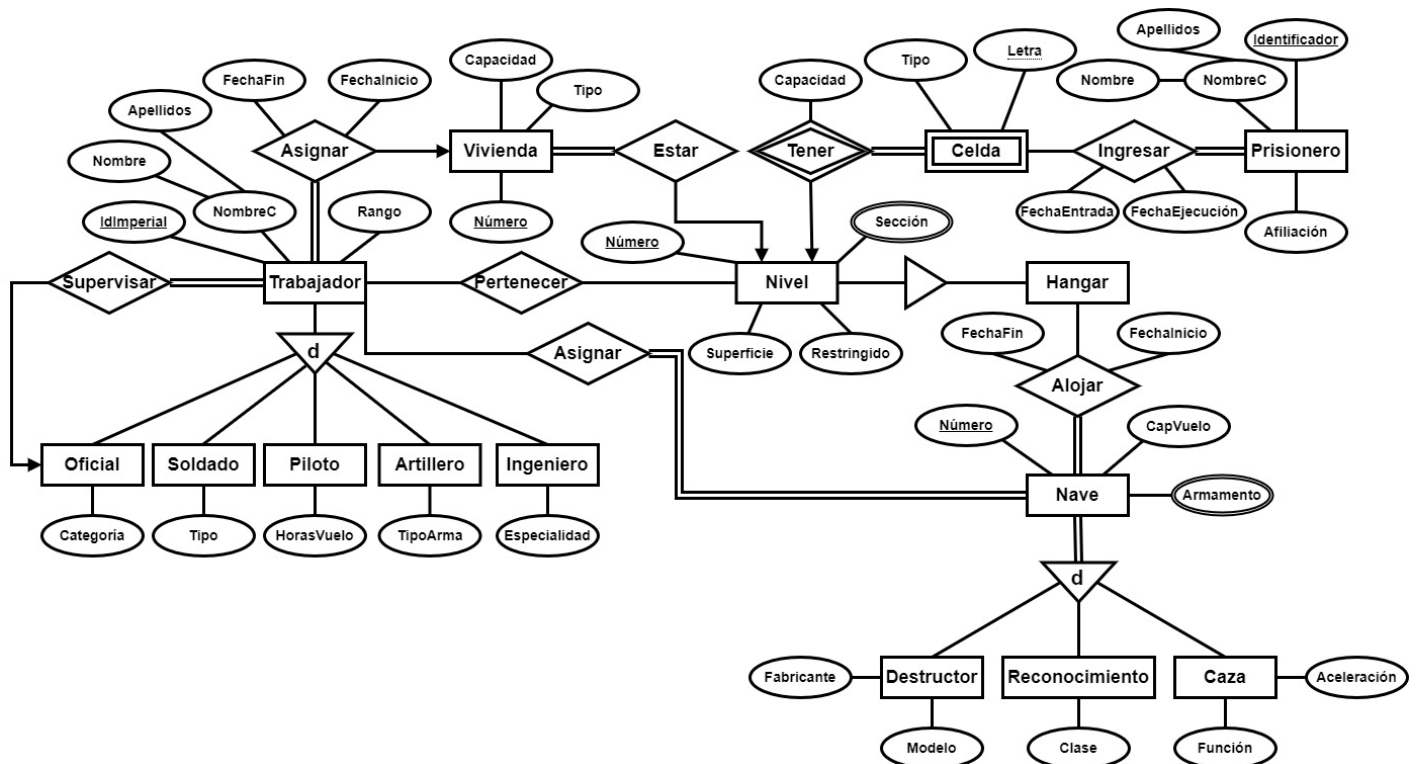 Apellidos
Identificador
FechaFin
FechaInicio
Capacidad
Tipo
Letra
Tipo
Capacidad
Nombre
NombreC
Apellidos
Asignar
Vivienda
Estar
Tener
Celda
Ingresar
Prisionero
Nombre
IdImperial
NombreC
Rango
Número
Número
Sección
FechaEntrada
FechaEjecución
Afiliación
Supervisar
Trabajador
Pertenecer
Nivel
Hangar
d
Asignar
Superficie
Restringido
FechaFin
FechaInicio
Alojar
Número
CapVuelo
Oficial
Soldado
Piloto
Artillero
Ingeniero
Nave
Armamento
Categoría
Tipo
HorasVuelo
TipoArma
Especialidad
d
Fabricante
Destructor
Reconocimiento
Caza
Aceleración
Modelo
Clase
Función